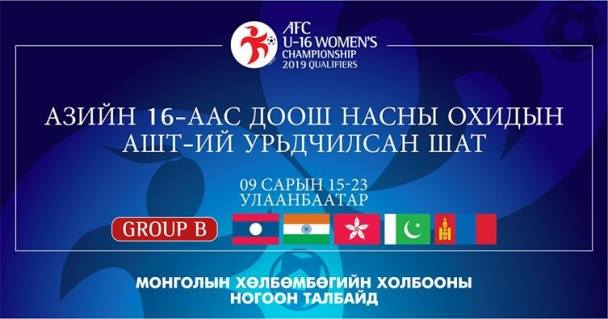 AFC
U-16 WOMEN'S
CHAMPIONSHIP
2019 QUALIFIERS
АЗИЙН 16-ААС ДООШ НАСНЫ ОХИДЫН
АШТ-ИЙ УРЬДЧИЛСАН ШАТ
09 САРЫН 15-23
УЛААНБААТАР
GROUP B
МОНГОЛЫН ХӨЛБӨМБӨГИЙН ХОЛБООНЫ
НОГООН ТАЛБАЙД